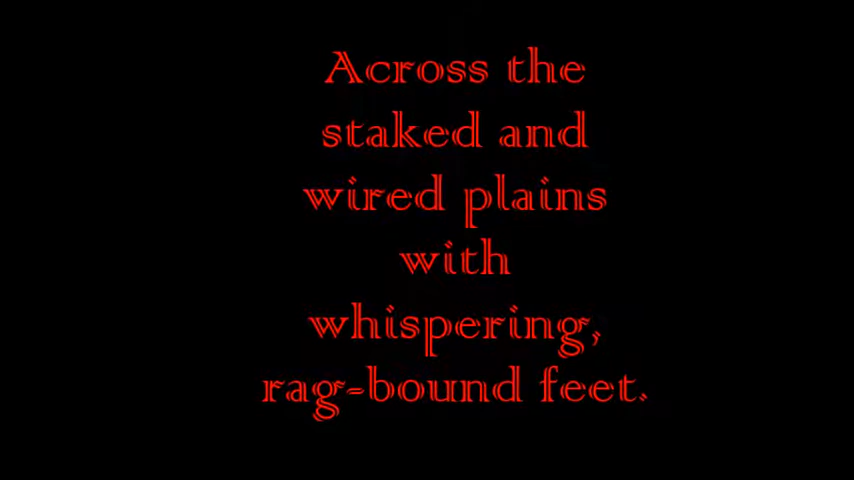 Across the
staked and
wired plains
with
whispering,
rag-bound feet.